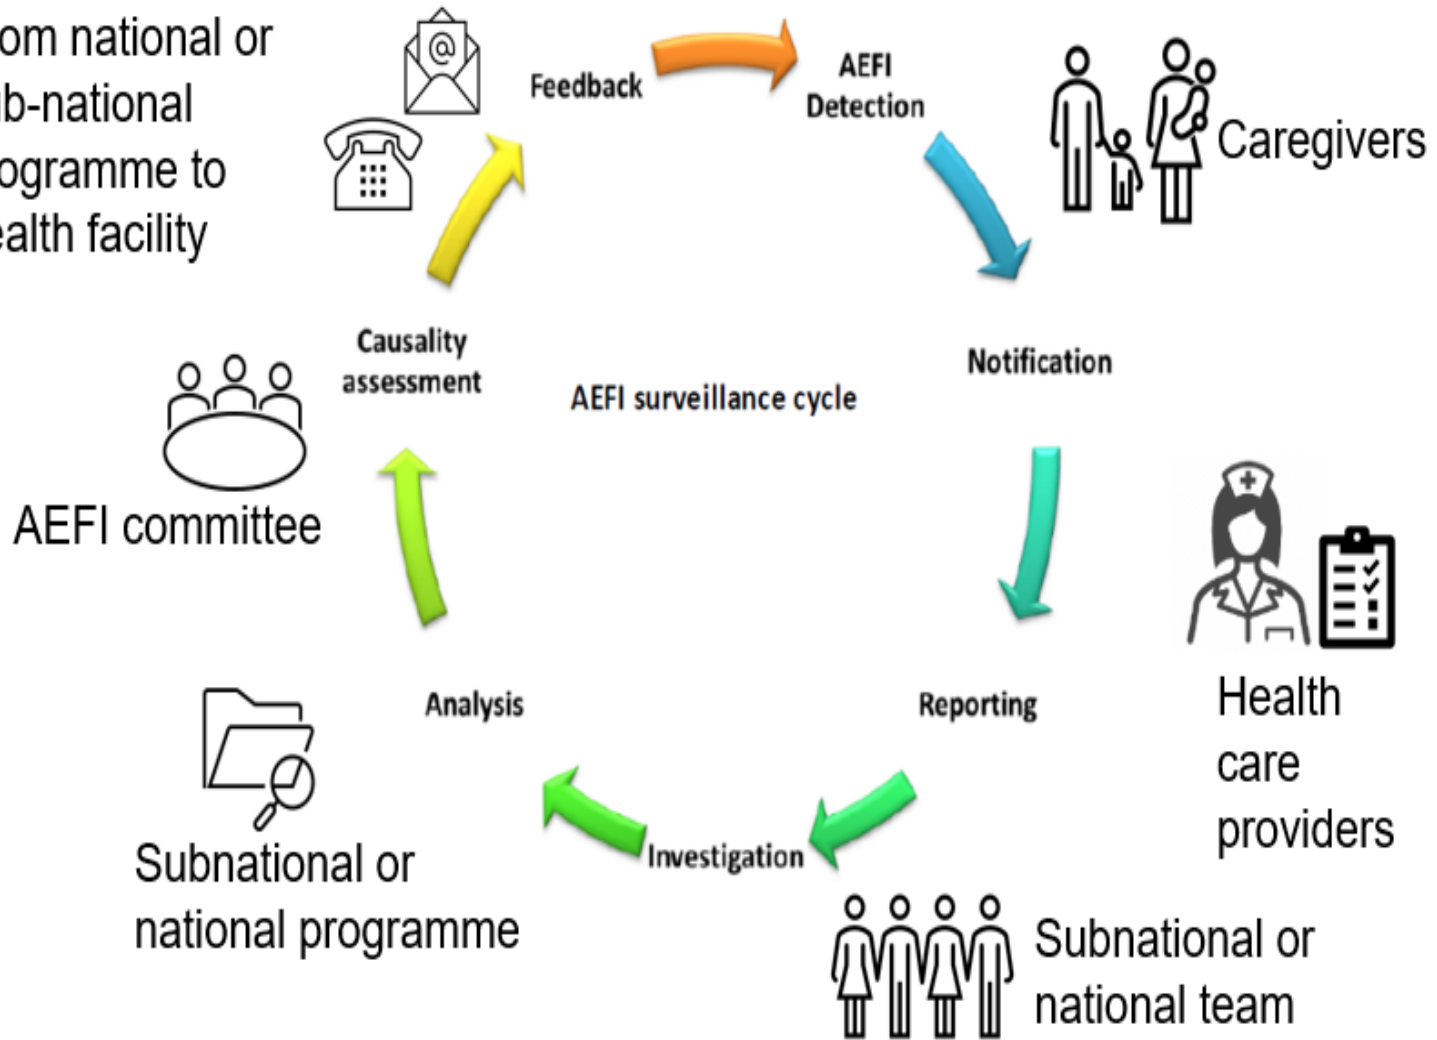 om national or
ub-national
ogramme to
ealth facility
@
Feedback
AEFI
Detection
Caregivers
Notification
Health
care
providers
Reporting
Investigation
Subnational or
national team
Analysis
Subnational or
national programme
Causality
assessment
AEFI committee
AEFI surveillance cycle